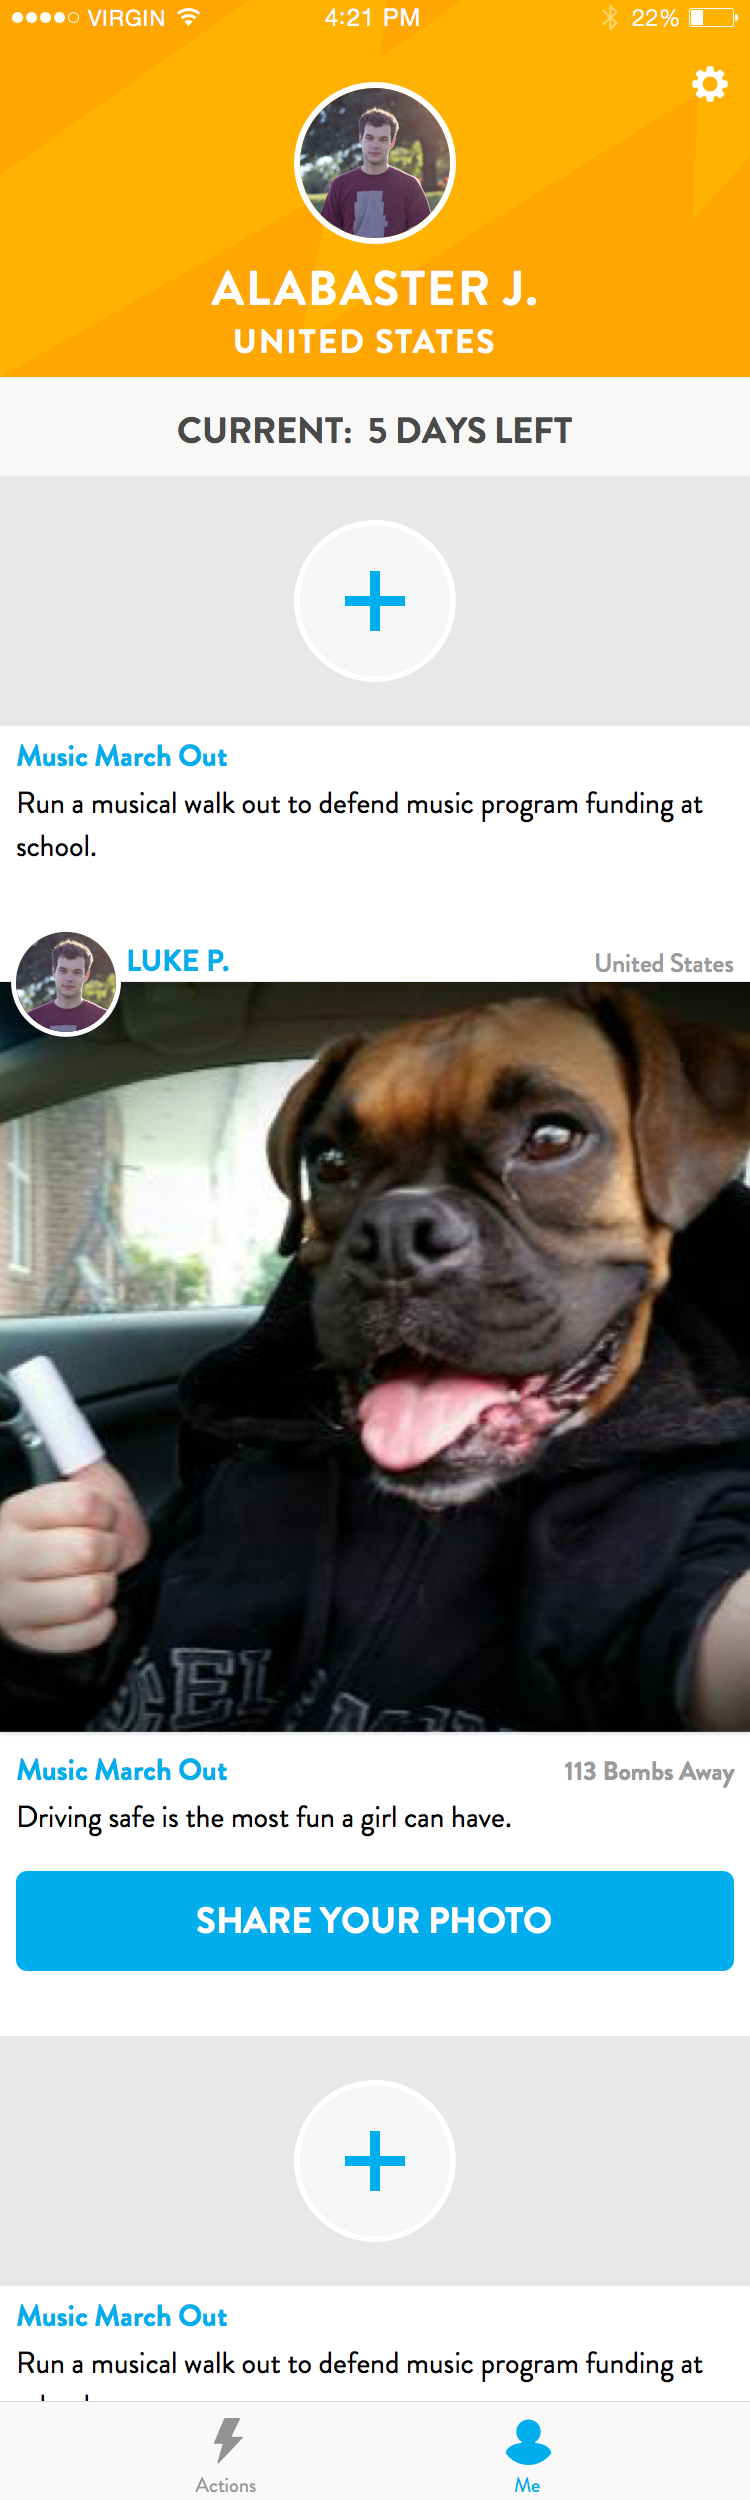 VIRGIN 4:21 PM 22%
ALABASTER J.
UNITED STATES
CURRENT: 5 DAYS LEFT
Music March Out
Run a musical walk out to defend music program funding at
school.
LUKE P. United States
Music March Out 113 Bombs Away
Driving safe is the most fun a girl can have.
SHARE YOUR PHOTO
Music March Out
Run a musical walk out to defend music program funding at
Actions Me